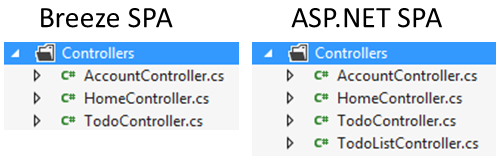 Breeze SPA
Controllers
C# AccountController.cs
C# HomeController.cs
C# TodoController.cs
ASP.NET SPA
Controllers
C# AccountController.cs
C# HomeController.cs
C# TodoController.cs
C# TodoListController.cs